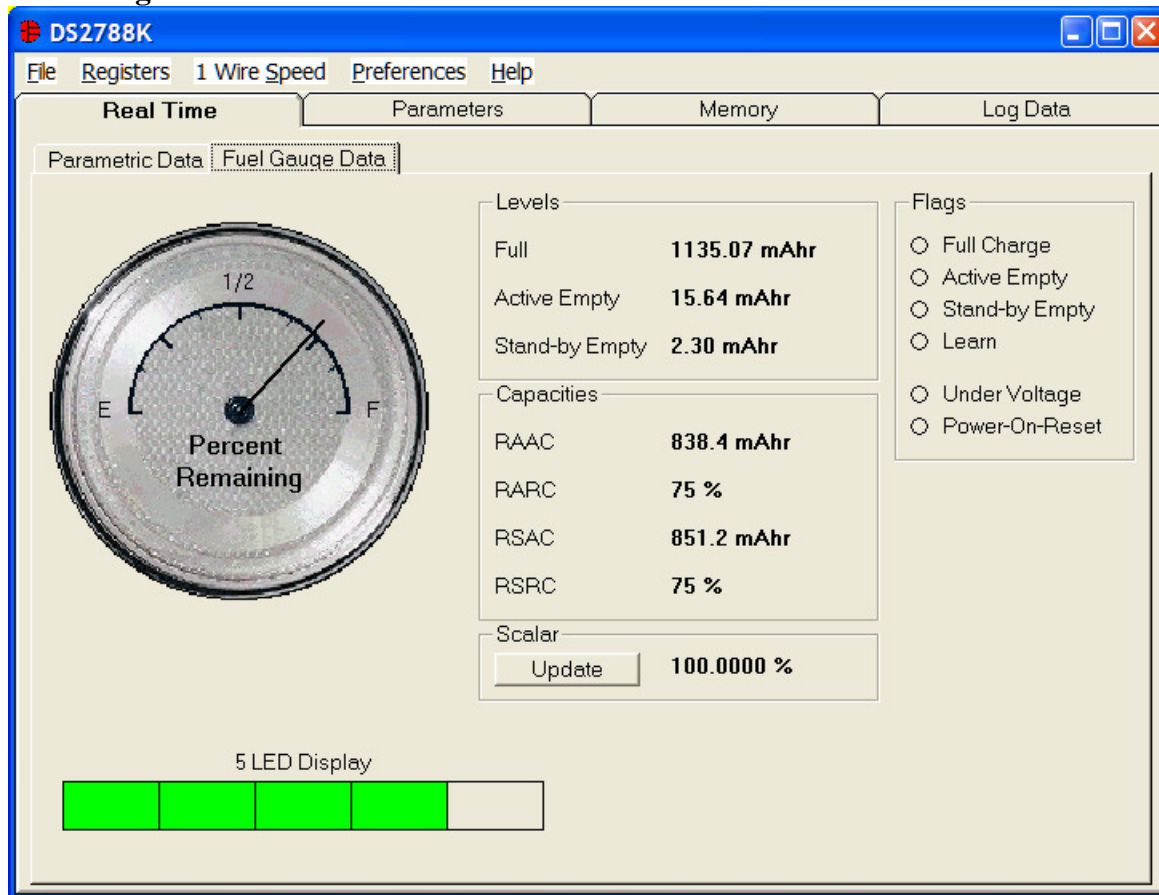 DS2788K
File Registers 1 Wire Speed Preferences Help
Real Time Parameters Memory Log Data
Parametric Data Fuel Gauge Data
1/2
E F
Percent
Remaining
Levels
Full 1135.07 mAhr
Active Empty 15.64 mAhr
Stand-by Empty 2.30 mAhr
Capacities
RAAC 838.4 mAhr
RARC 75 %
RSAC 851.2 mAhr
RSRC 75 %
Scalar
Update 100.0000 %
Flags
Full Charge
Active Empty
Stand-by Empty
Learn
Under Voltage
Power-On-Reset
5 LED Display